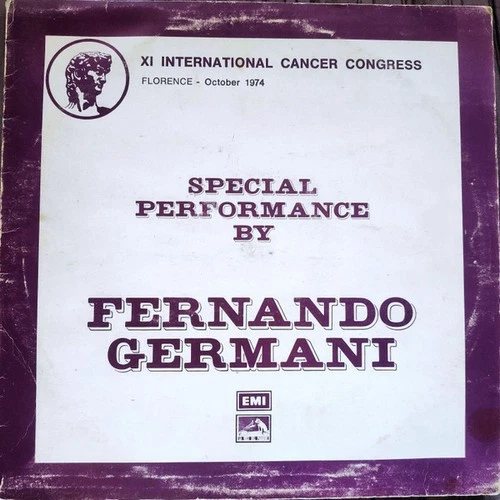 XI INTERNATIONAL CANCER CONGRESS
FLORENCE - October 1974
SPECIAL
PERFORMANCE
BY
FERNANDO
GERMANI
EMI